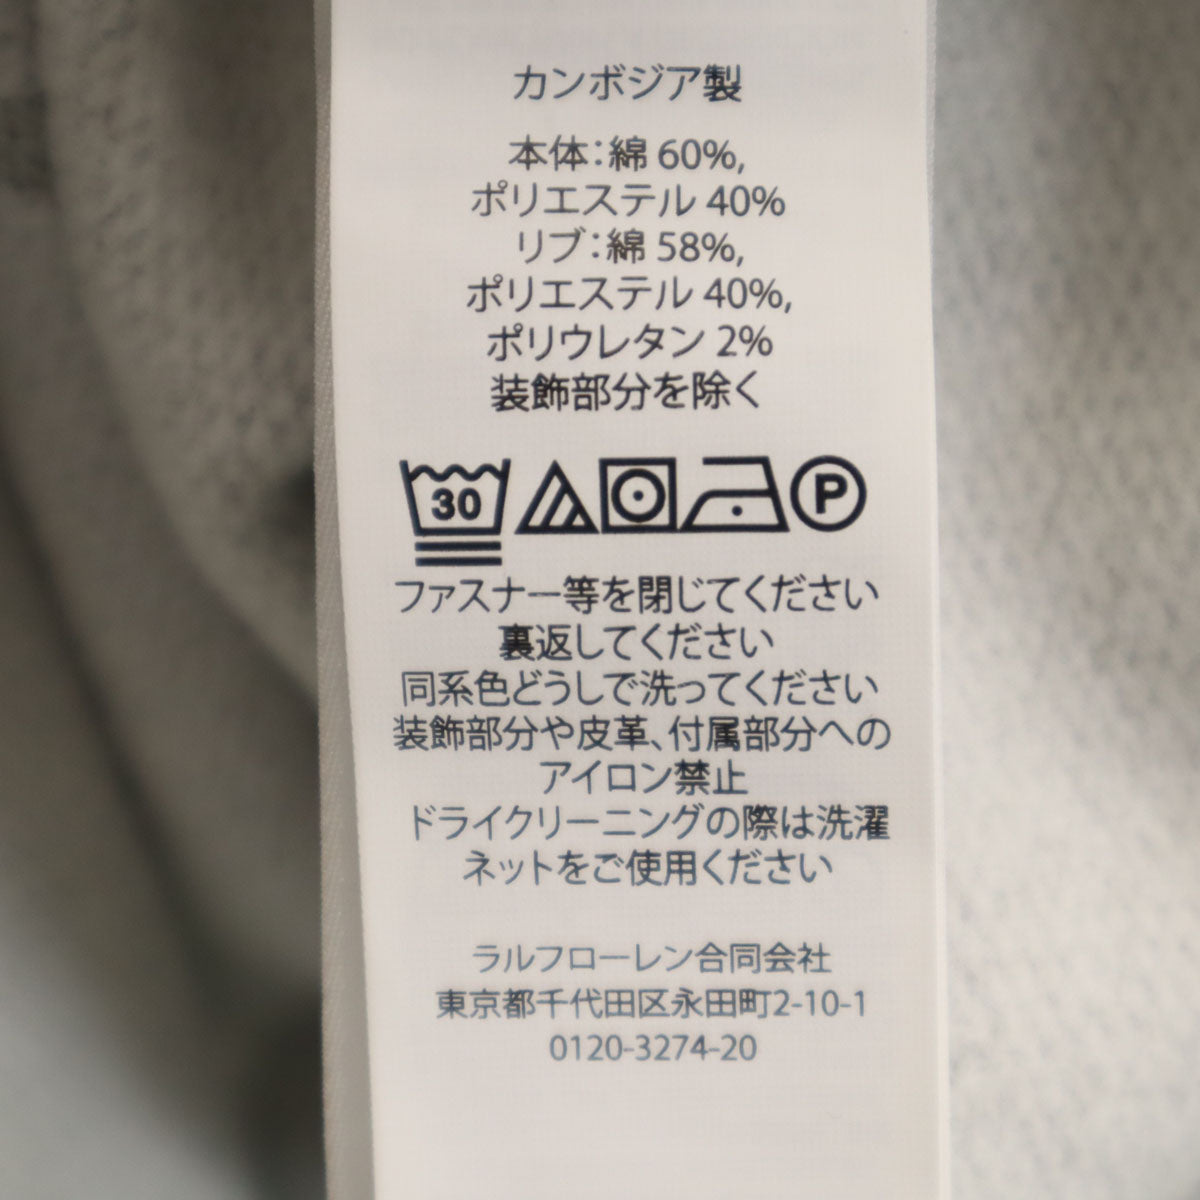 カンボジア製
本体：綿 60%,
ポリエステル 40%
リブ：綿 58%,
ポリエステル 40%,
ポリウレタン 2%
装飾部分を除く
30 P
ファスナー等を閉じてください
裏返してください
同系色どうしで洗ってください
装飾部分や皮革、付属部分への
アイロン禁止
ドライクリーニングの際は洗濯
ネットをご使用ください
ラルフローレン合同会社
東京都千代田区永田町2-10-1
0120-3274-20